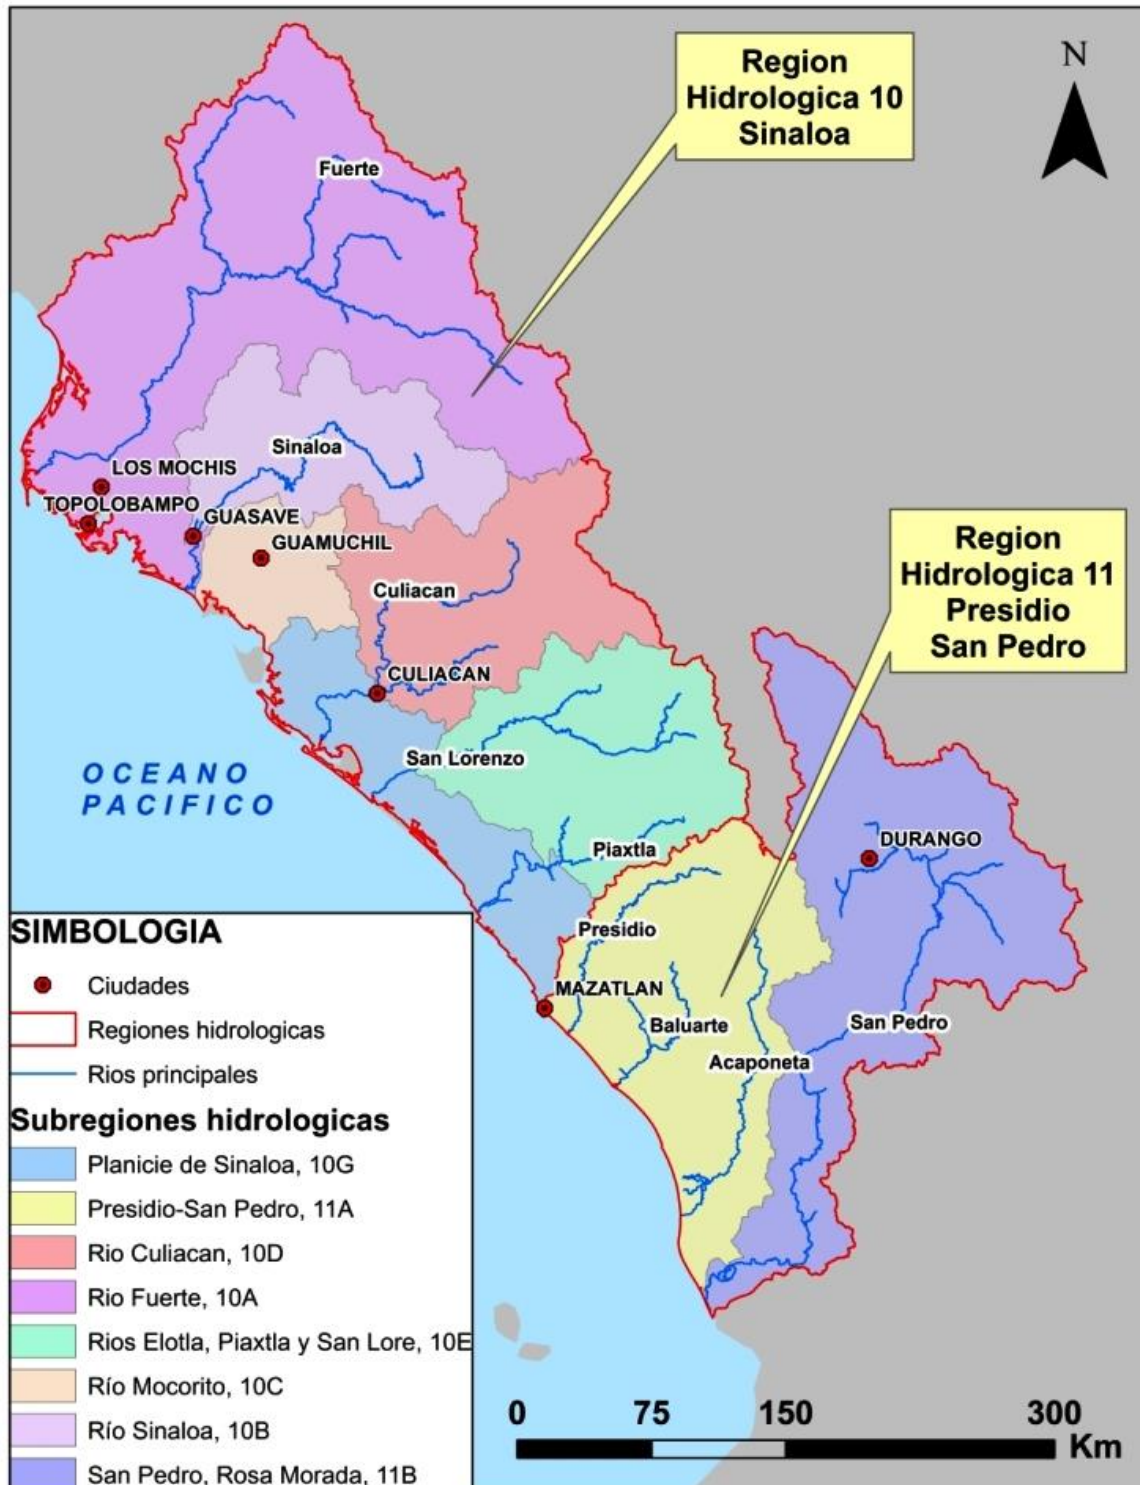 Region
Hidrologica 10
Sinaloa
N
Fuerte
Sinaloa
LOS MOCHIS
TOPOLOBAMPO
GUASAVE
GUAMUCHIL
Region
Hidrologica 11
Presidio
San Pedro
Culiacan
CULIACAN
San Lorenzo
OCEANO
PACIFICO
DURANGO
Piaxtla
Presidio
MAZATLAN
Baluarte
San Pedro
Acaponeta
SIMBOLOGIA
Ciudades
Regiones hidrologicas
Rios principales
Subregiones hidrologicas
Planicie de Sinaloa, 10G
Presidio-San Pedro, 11A
Rio Culiacan, 10D
Rio Fuerte, 10A
Rios Elotla, Piaxtla y San Lore, 10E
Río Mocorito, 10C
Río Sinaloa, 10B
San Pedro, Rosa Morada, 11B
0 75 150 300
Km